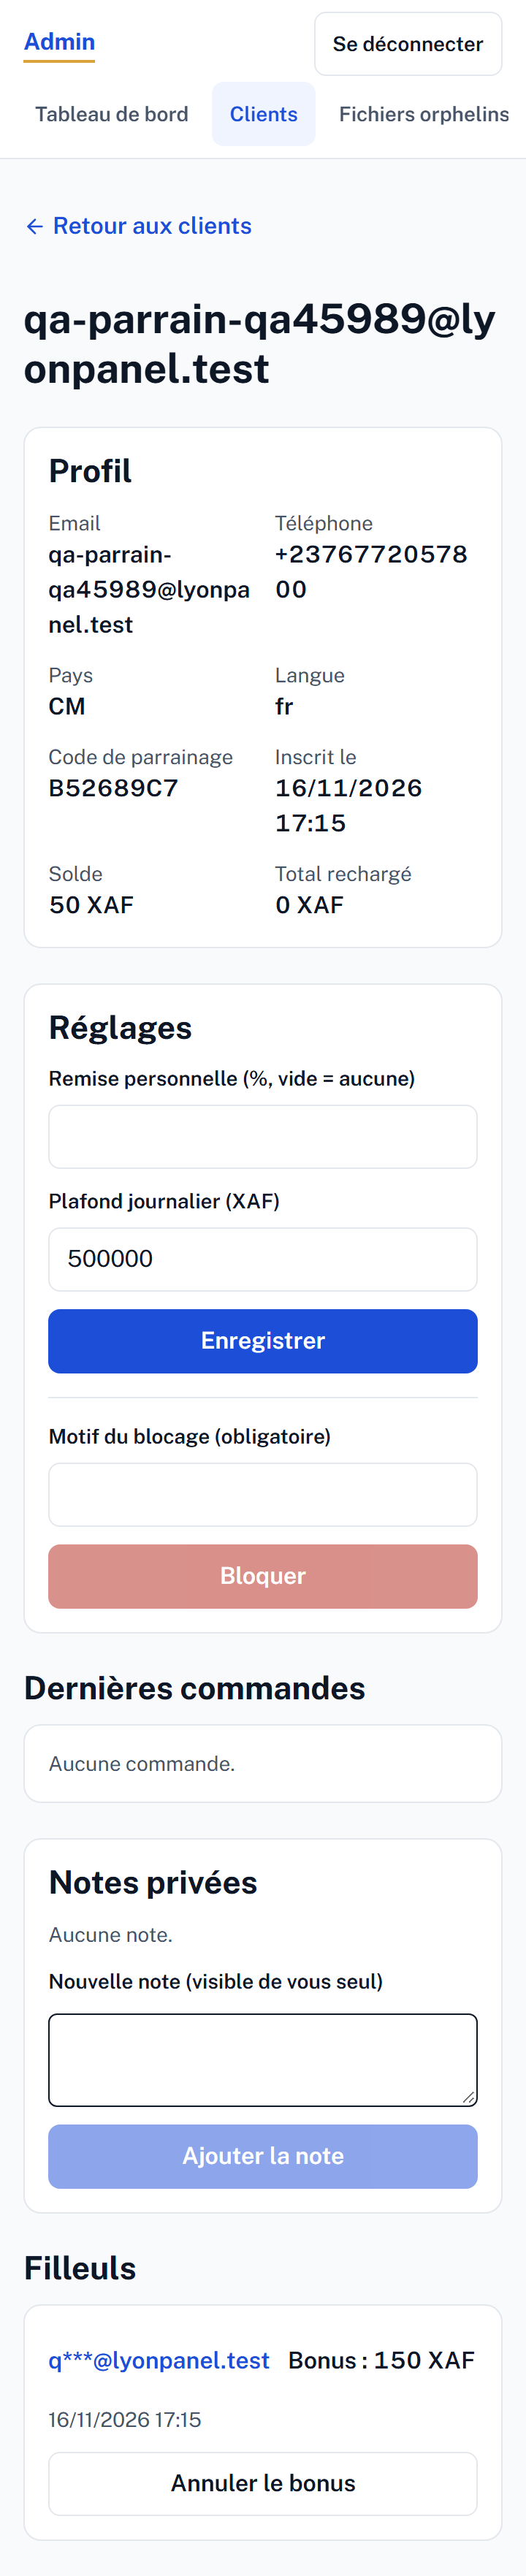 Admin
Se déconnecter
Tableau de bord
Clients
Fichiers orphelins
← Retour aux clients
qa-parrain-qa45989@ly
onpanel.test
Profil
Email
Téléphone
qa-parrain-
qa45989@lyonpa
nel.test
+23767720578
00
Pays
Langue
CM
fr
Code de parrainage
Inscrit le
B52689C7
16/11/2026
17:15
Solde
Total rechargé
50 XAF
0 XAF
Réglages
Remise personnelle (%, vide = aucune)
Plafond journalier (XAF)
500000
Enregistrer
Motif du blocage (obligatoire)
Bloquer
Dernières commandes
Aucune commande.
Notes privées
Aucune note.
Nouvelle note (visible de vous seul)
Ajouter la note
Filleuls
q***@lyonpanel.test
Bonus : 150 XAF
16/11/2026 17:15
Annuler le bonus